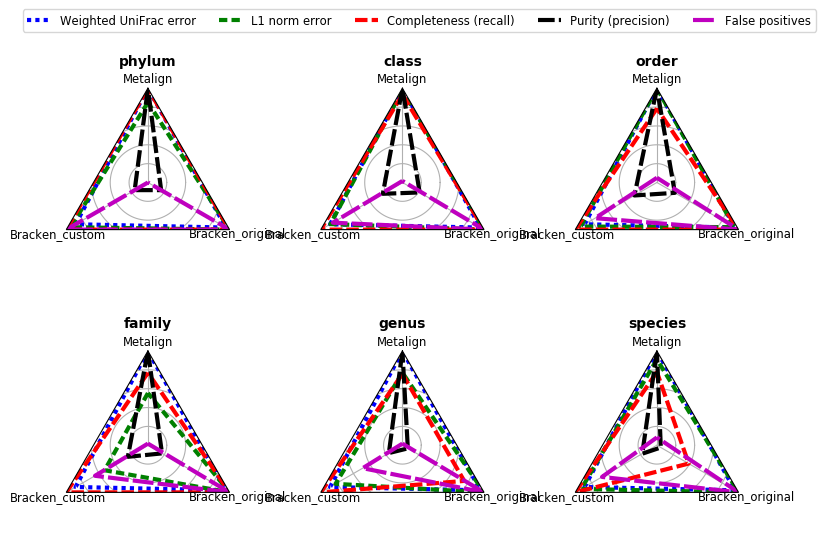 Weighted UniFrac error L1 norm error Completeness (recall) Purity (precision) False positives
phylum class order
Metalign Metalign Metalign
Bracken_custom Bracken_original Bracken_custom Bracken_original Bracken_custom Bracken_original
family genus species
Metalign Metalign Metalign
Bracken_custom Bracken_original Bracken_custom Bracken_original Bracken_custom Bracken_original